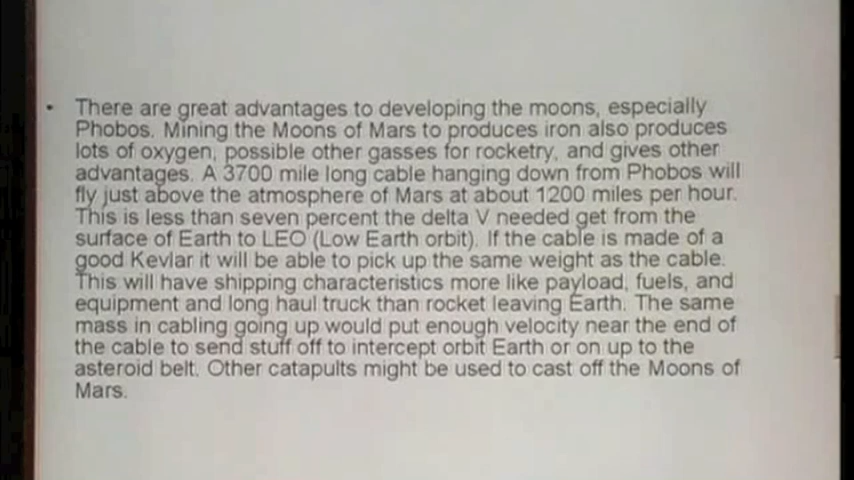 • There are great advantages to developing the moons, especially
Phobos. Mining the Moons of Mars to produces iron also produces
lots of oxygen, possible other gasses for rocketry, and gives other
advantages. A 3700 mile long cable hanging down from Phobos will
fly just above the atmosphere of Mars at about 1200 miles per hour.
This is less than seven percent the delta V needed get from the
surface of Earth to LEO (Low Earth orbit). If the cable is made of a
good Kevlar it will be able to pick up the same weight as the cable.
This will have shipping characteristics more like payload, fuels, and
equipment and long haul truck than rocket leaving Earth. The same
mass in cabling going up would put enough velocity near the end of
the cable to send stuff off to intercept orbit Earth or on up to the
asteroid belt. Other catapults might be used to cast off the Moons of
Mars.